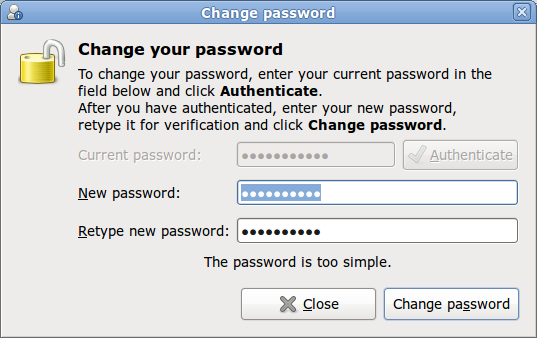 Change password
Change your password
To change your password, enter your current password in the
field below and click Authenticate.
After you have authenticated, enter your new password,
retype it for verification and click Change password.
Current password: ●●●●●●●●●●● Authenticate
New password: ●●●●●●●●●●
Retype new password: ●●●●●●●●●●
The password is too simple.
Close Change password